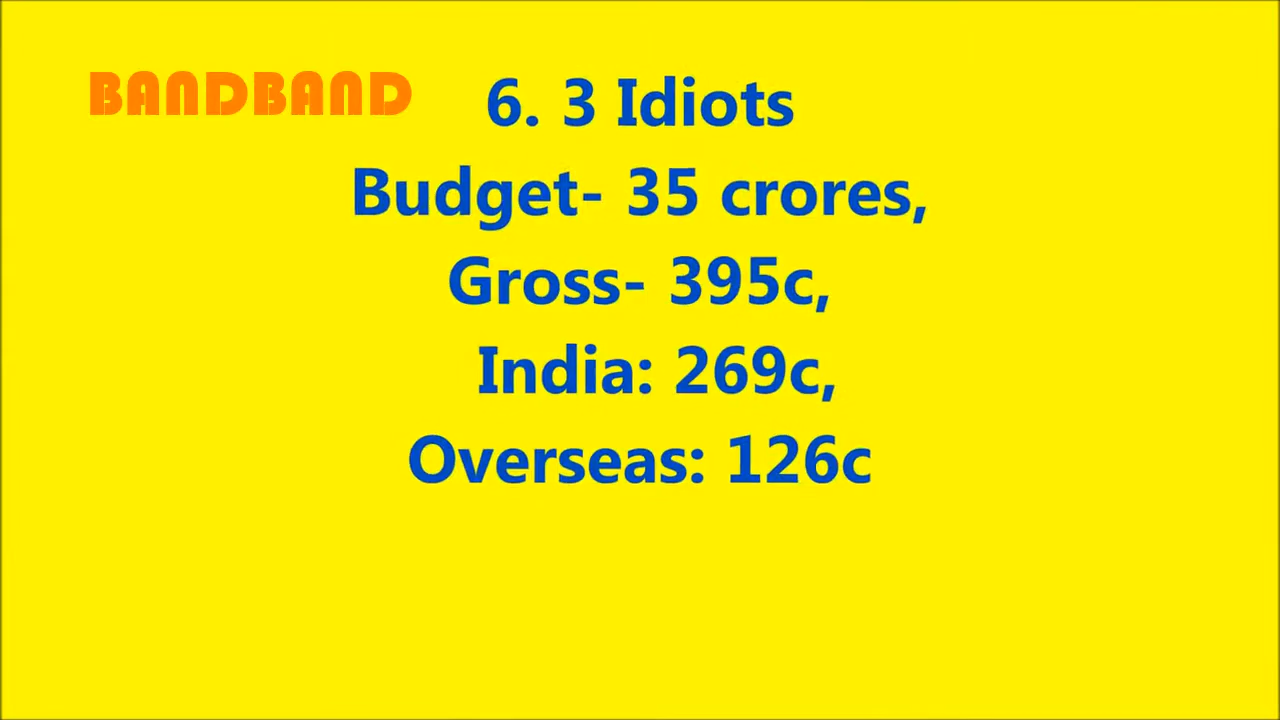 BANDBAND
6. 3 Idiots
Budget- 35 crores,
Gross- 395c,
India: 269c,
Overseas: 126c